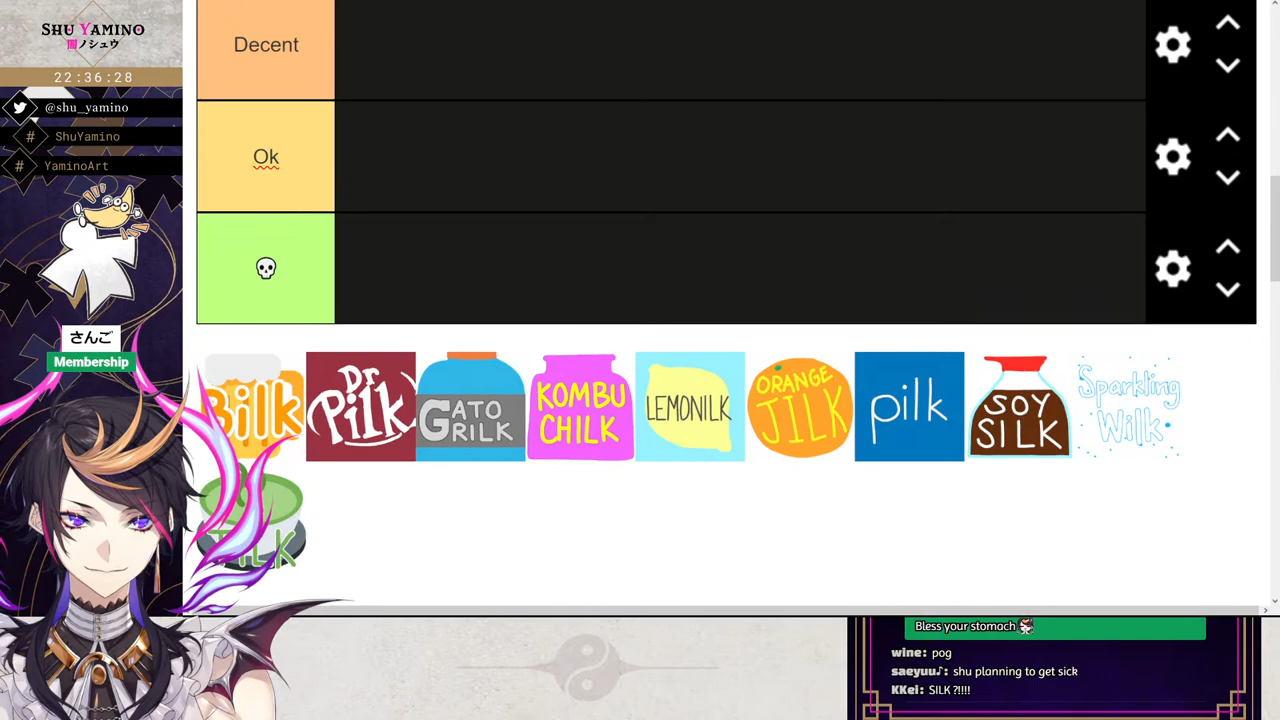 SHU YAMINO
闇ノシュウ
22:36:28
@shu_yamino
# ShuYamino
# YaminoArt
さんご
Membership
Decent
Ok
Bilk
Dr Pilk
GATO GRILK
KOMBU CHILK
LEMONILK
ORANGE JILK
pilk
SOY SILK
Sparkling Wilk
TILK
Bless your stomach
wine: pog
saeyuu♪: shu planning to get sick
KKei: SILK ?!!!!